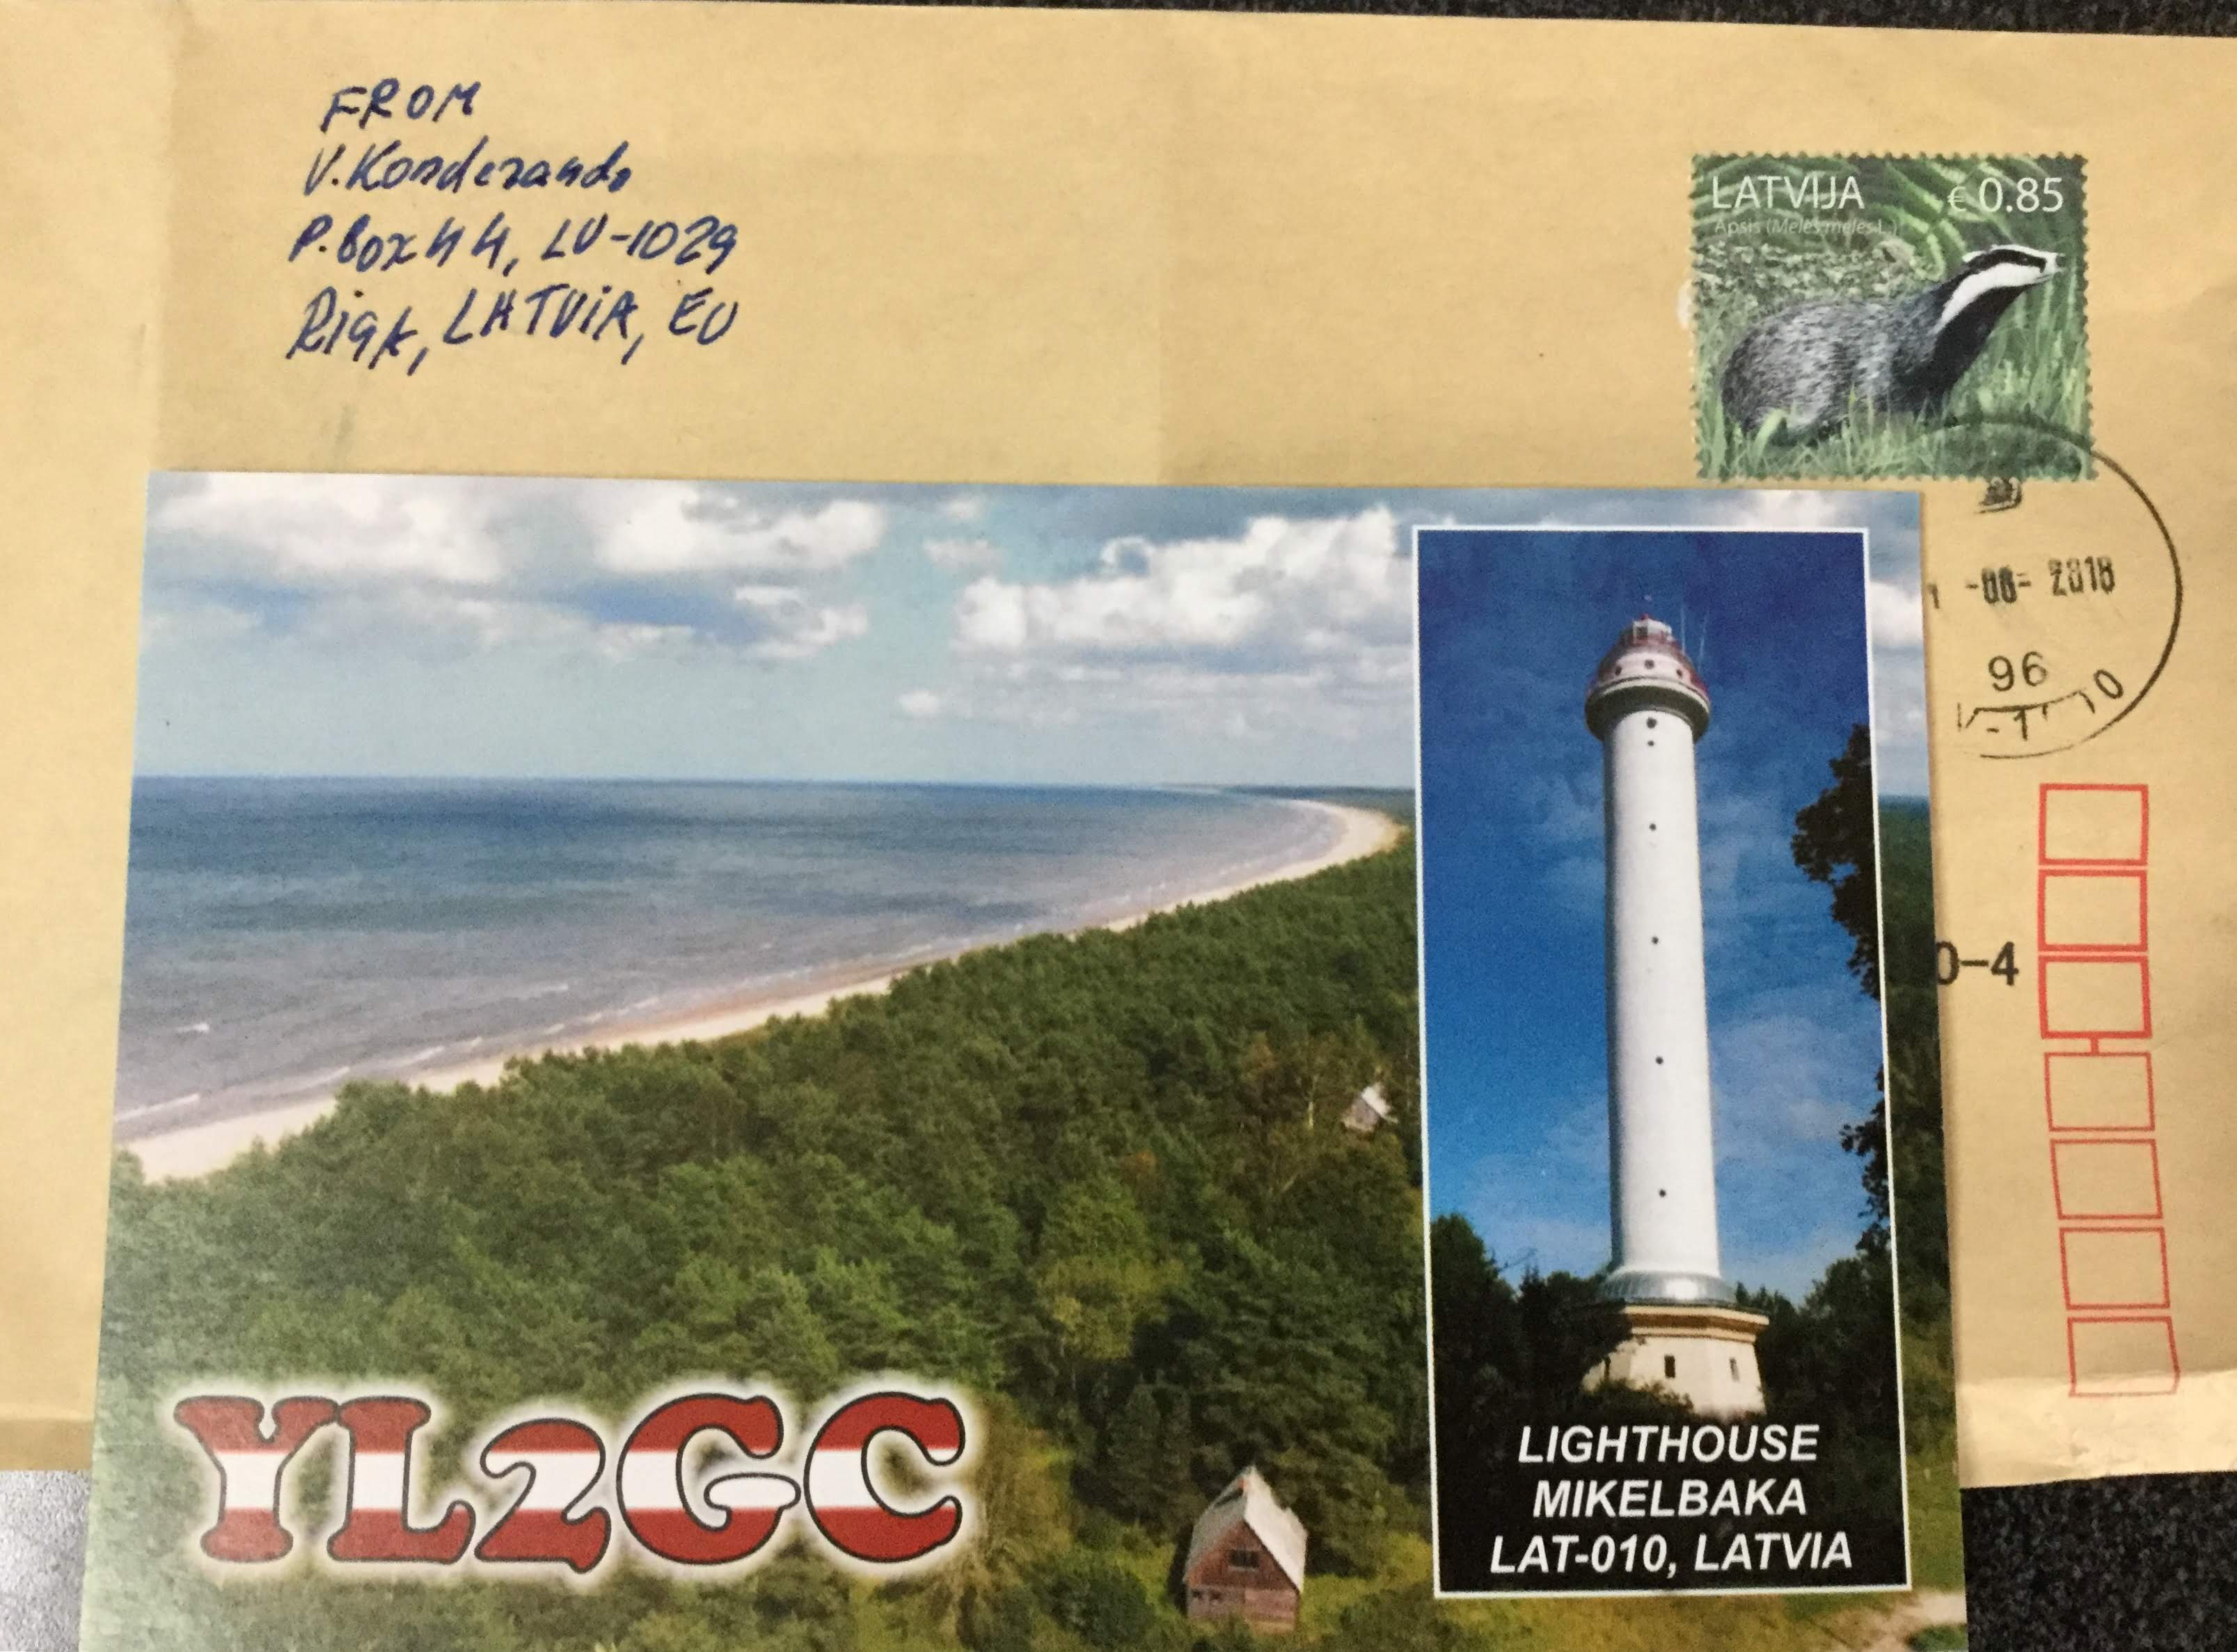 FROM
V. Konderando
P. Box 44, LV-1029
Riga, LATVIA, EU
LATVIJA € 0.85
Apsis (Meles meles L.)
-08- 2018
96
0-4
YL2GC
LIGHTHOUSE
MIKELBAKA
LAT-010, LATVIA